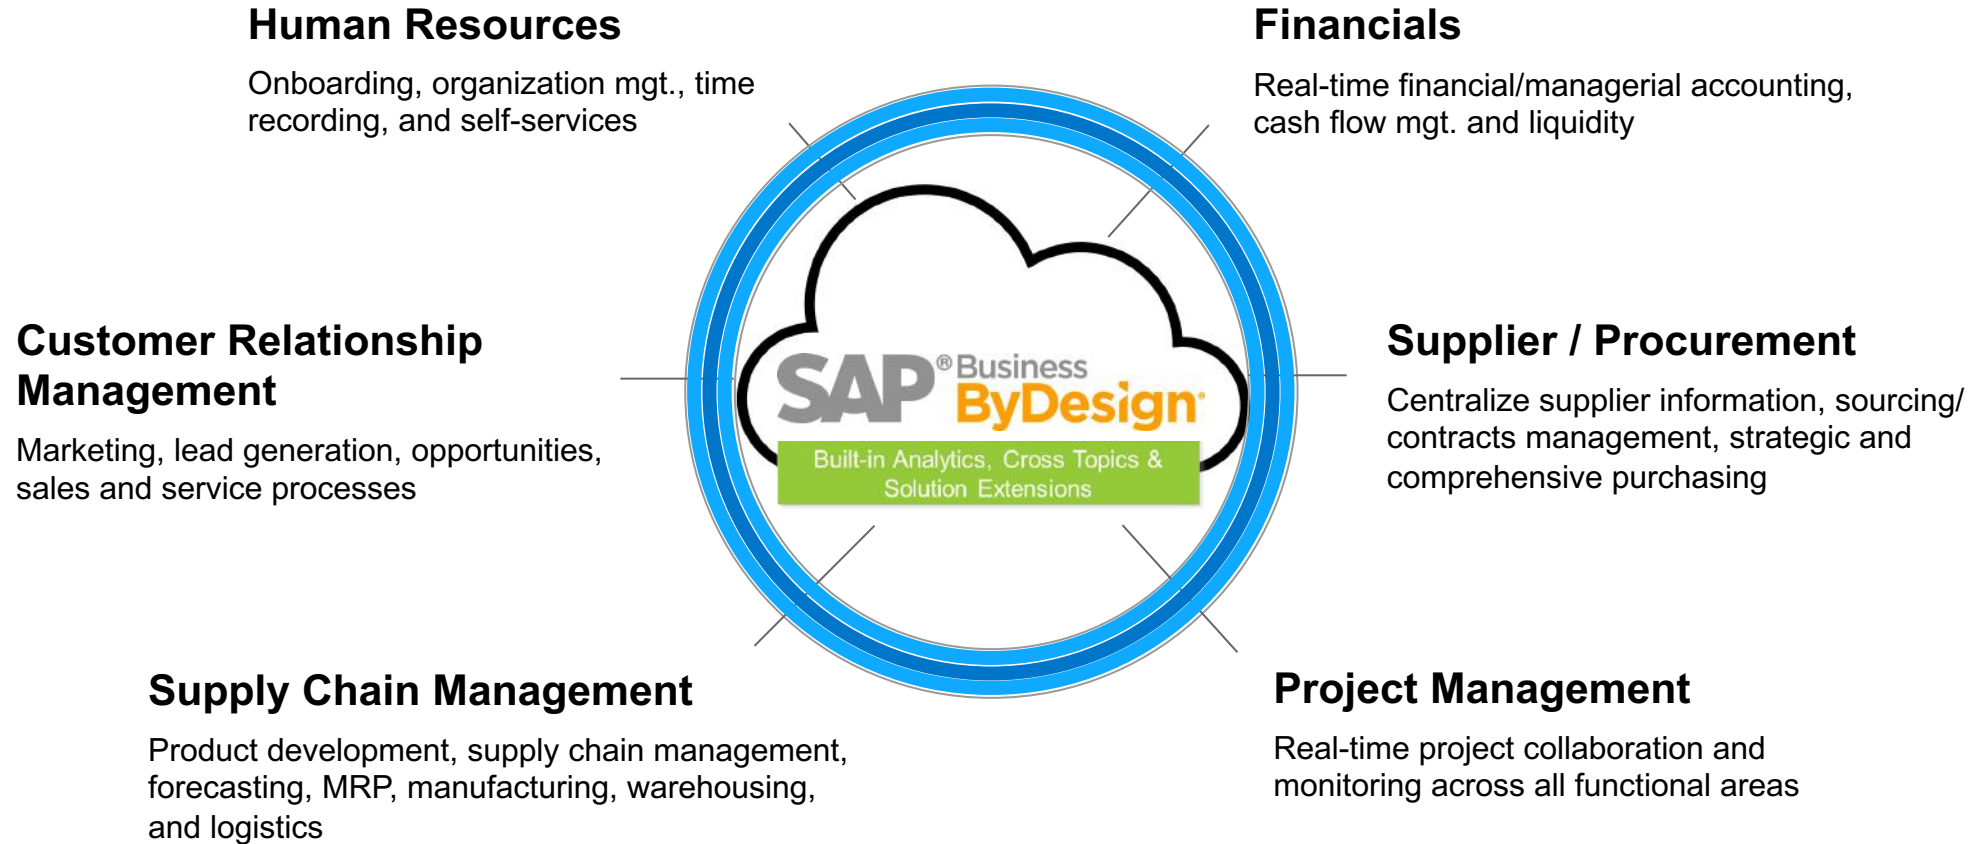 Human Resources
Onboarding, organization mgt., time
recording, and self-services
Financials
Real-time financial/managerial accounting,
cash flow mgt. and liquidity
Customer Relationship
Management
Marketing, lead generation, opportunities,
sales and service processes
SAP® Business
ByDesign
Built-in Analytics, Cross Topics &
Solution Extensions
Supplier / Procurement
Centralize supplier information, sourcing/
contracts management, strategic and
comprehensive purchasing
Supply Chain Management
Product development, supply chain management,
forecasting, MRP, manufacturing, warehousing,
and logistics
Project Management
Real-time project collaboration and
monitoring across all functional areas